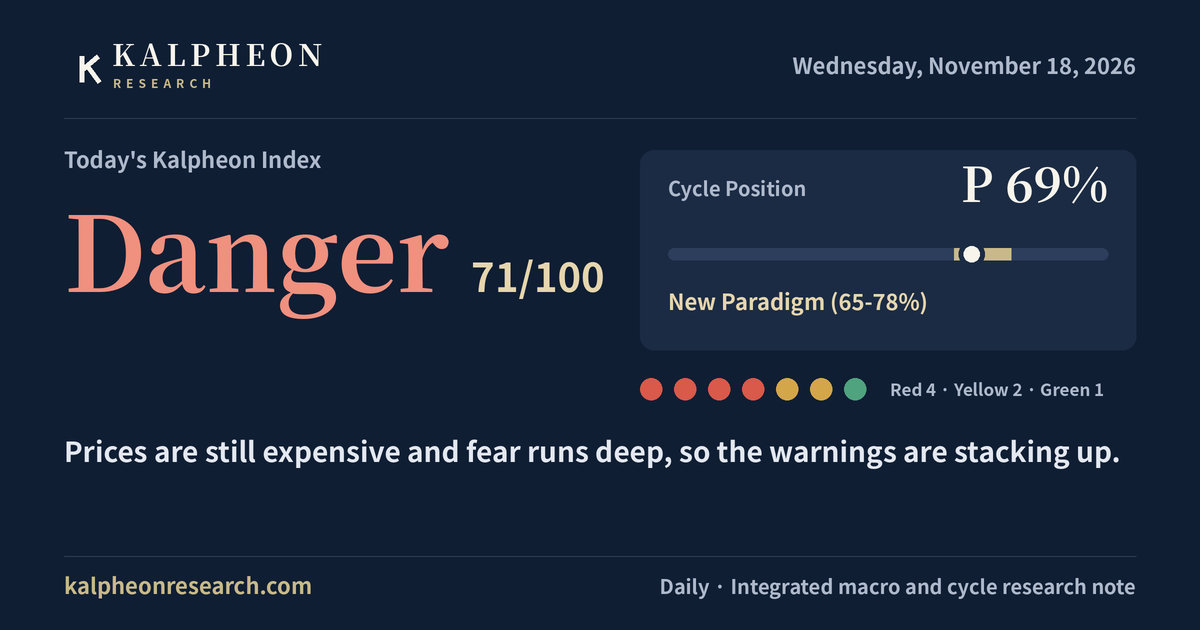 KALPHEON
RESEARCH
Wednesday, November 18, 2026
Today's Kalpheon Index
Danger 71/100
Cycle Position
P 69%
New Paradigm (65-78%)
Red 4 · Yellow 2 · Green 1
Prices are still expensive and fear runs deep, so the warnings are stacking up.
kalpheonresearch.com
Daily · Integrated macro and cycle research note